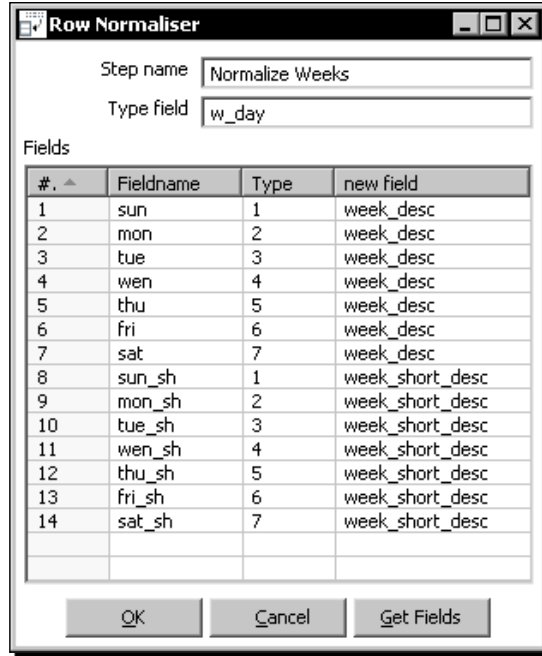 Row Normaliser
Step name Normalize Weeks
Type field w_day
Fields
#. Fieldname Type new field
1 sun 1 week_desc
2 mon 2 week_desc
3 tue 3 week_desc
4 wen 4 week_desc
5 thu 5 week_desc
6 fri 6 week_desc
7 sat 7 week_desc
8 sun_sh 1 week_short_desc
9 mon_sh 2 week_short_desc
10 tue_sh 3 week_short_desc
11 wen_sh 4 week_short_desc
12 thu_sh 5 week_short_desc
13 fri_sh 6 week_short_desc
14 sat_sh 7 week_short_desc
OK Cancel Get Fields